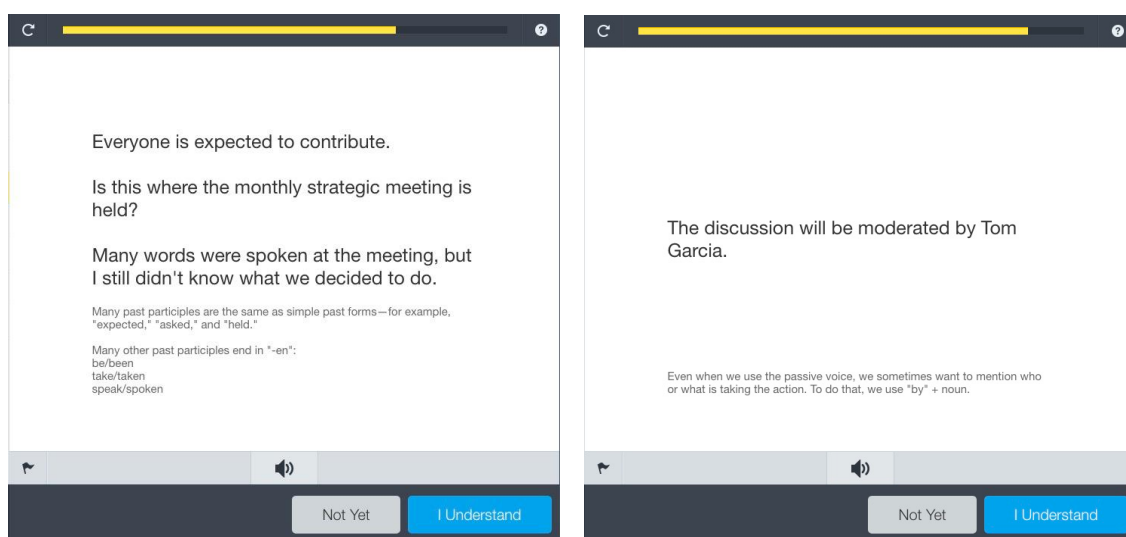 Everyone is expected to contribute.
Is this where the monthly strategic meeting is
held?
Many words were spoken at the meeting, but
I still didn't know what we decided to do.
Many past participles are the same as simple past forms—for example,
"expected," "asked," and "held."
Many other past participles end in "-en":
be/been
take/taken
speak/spoken
Not Yet
I Understand
The discussion will be moderated by Tom
Garcia.
Even when we use the passive voice, we sometimes want to mention who
or what is taking the action. To do that, we use "by" + noun.
Not Yet
I Understand